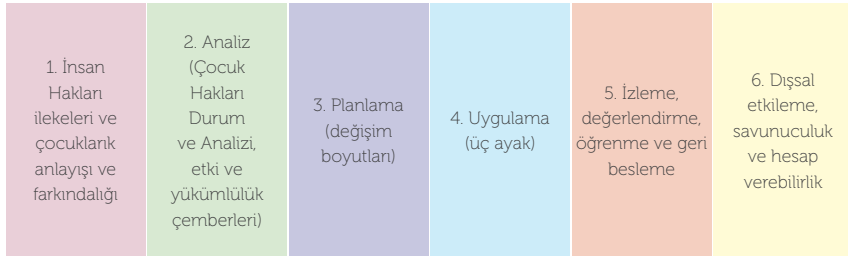 1. İnsan
Hakları
ilekeleri ve
çocuklarık
anlayışı ve
farkındalığı
2. Analiz
(Çocuk
Hakları
Durum
ve Analizi,
etki ve
yükümlülük
çemberleri)
3. Planlama
(değişim
boyutları)
4. Uygulama
(üç ayak)
5. İzleme,
değerlendirme,
öğrenme ve geri
besleme
6. Dışsal
etkileme,
savunuculuk
ve hesap
verebilirlik